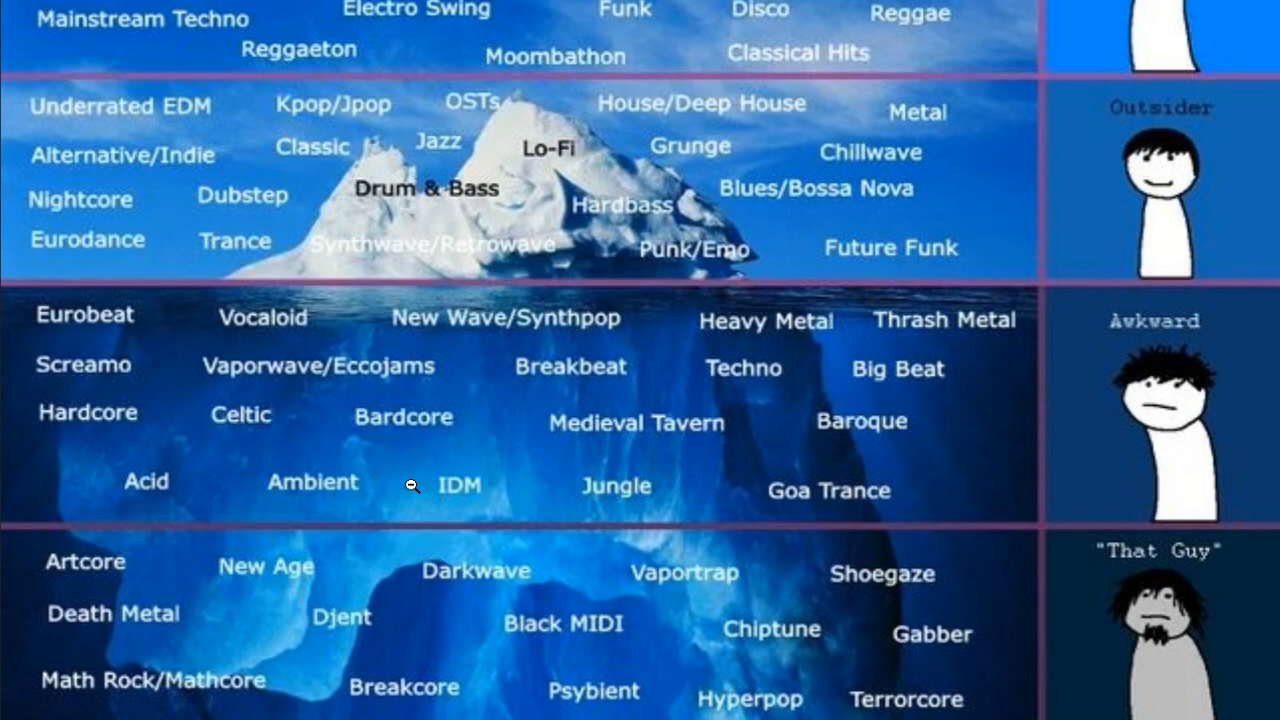 Mainstream Techno Electro Swing Funk Disco Reggae
Reggaeton Moombathon Classical Hits
Underrated EDM Kpop/Jpop OSTs House/Deep House Metal
Outsider
Alternative/Indie Classic Jazz Lo-Fi Grunge Chillwave
Nightcore Dubstep Drum & Bass Hardbass Blues/Bossa Nova
Eurodance Trance Synthwave/Retrowave Punk/Emo Future Funk
Eurobeat Vocaloid New Wave/Synthpop Heavy Metal Thrash Metal
Awkward
Screamo Vaporwave/Eccojams Breakbeat Techno Big Beat
Hardcore Celtic Bardcore Medieval Tavern Baroque
Acid Ambient IDM Jungle Goa Trance
"That Guy"
Artcore New Age Darkwave Vaportrap Shoegaze
Death Metal Djent Black MIDI Chiptune Gabber
Math Rock/Mathcore Breakcore Psybient Hyperpop Terrorcore